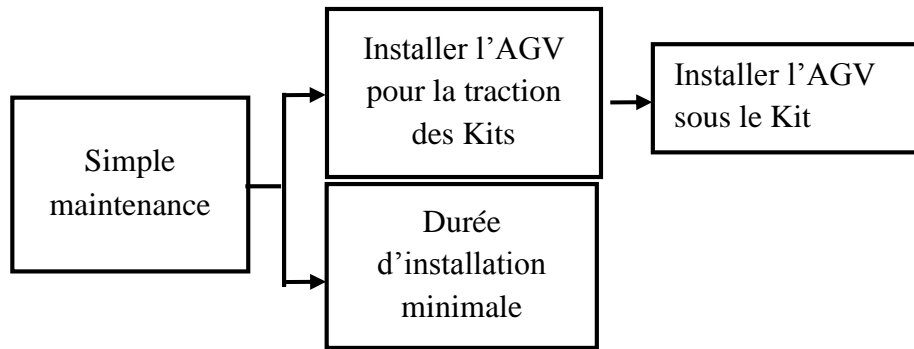 Simple
maintenance
Installer l’AGV
pour la traction
des Kits
Installer l’AGV
sous le Kit
Durée
d’installation
minimale